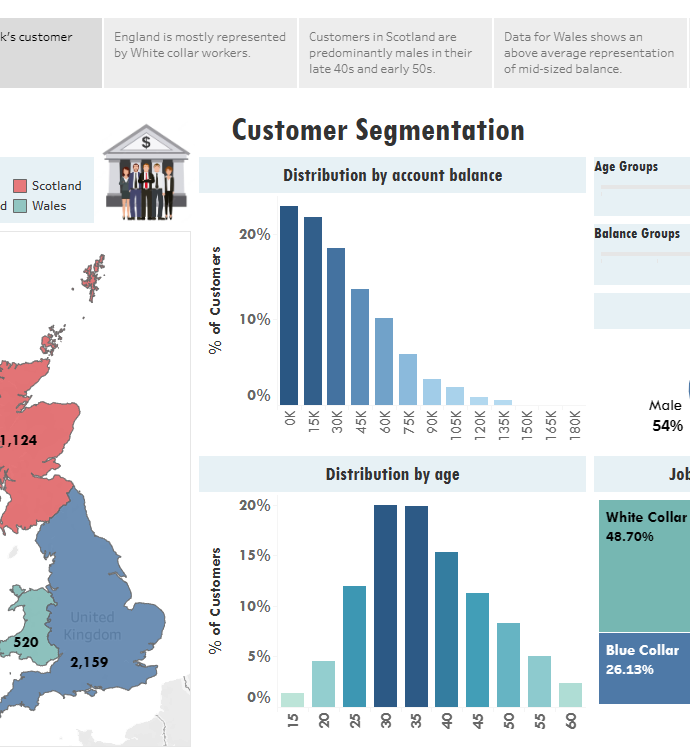 k's customer
England is mostly represented
by White collar workers.
Customers in Scotland are
predominantly males in their
late 40s and early 50s.
Data for Wales shows an
above average representation
of mid-sized balance.
$
Customer Segmentation
Scotland
d
Wales
Distribution by account balance
Age Groups
Balance Groups
% of Customers
20%
10%
0%
0K
15K
30K
45K
60K
75K
90K
105K
120K
135K
150K
165K
180K
Male
54%
1,124
United
Kingdom
520
2,159
Distribution by age
% of Customers
20%
15%
10%
5%
0%
15
20
25
30
35
40
45
50
55
60
Job
White Collar
48.70%
Blue Collar
26.13%